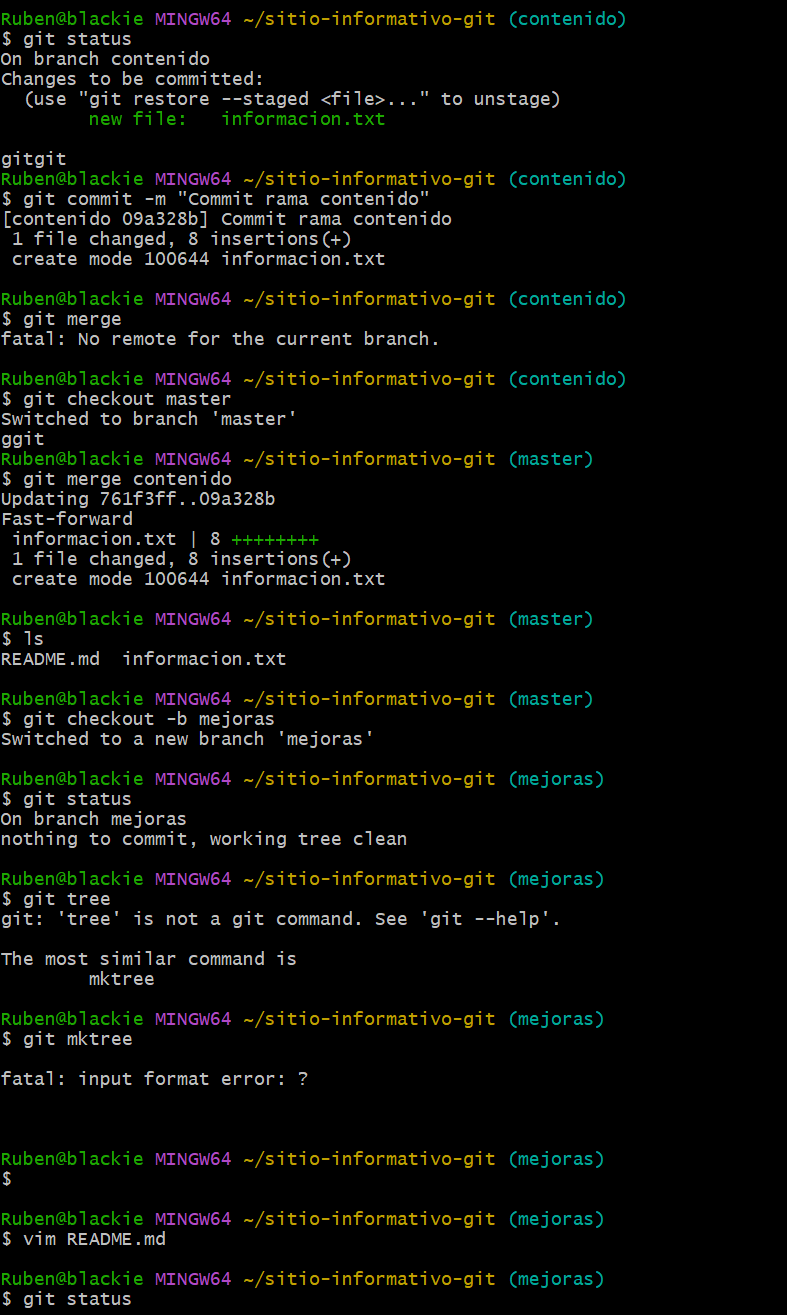 Ruben@blackie MINGW64 ~/sitio-informativo-git (contenido)
$ git status
On branch contenido
Changes to be committed:
  (use "git restore --staged <file>..." to unstage)
        new file:   informacion.txt

gitgit
Ruben@blackie MINGW64 ~/sitio-informativo-git (contenido)
$ git commit -m "Commit rama contenido"
[contenido 09a328b] Commit rama contenido
 1 file changed, 8 insertions(+)
 create mode 100644 informacion.txt

Ruben@blackie MINGW64 ~/sitio-informativo-git (contenido)
$ git merge
fatal: No remote for the current branch.

Ruben@blackie MINGW64 ~/sitio-informativo-git (contenido)
$ git checkout master
Switched to branch 'master'
ggit
Ruben@blackie MINGW64 ~/sitio-informativo-git (master)
$ git merge contenido
Updating 761f3ff..09a328b
Fast-forward
 informacion.txt | 8 ++++++++
 1 file changed, 8 insertions(+)
 create mode 100644 informacion.txt

Ruben@blackie MINGW64 ~/sitio-informativo-git (master)
$ ls
README.md  informacion.txt

Ruben@blackie MINGW64 ~/sitio-informativo-git (master)
$ git checkout -b mejoras
Switched to a new branch 'mejoras'

Ruben@blackie MINGW64 ~/sitio-informativo-git (mejoras)
$ git status
On branch mejoras
nothing to commit, working tree clean

Ruben@blackie MINGW64 ~/sitio-informativo-git (mejoras)
$ git tree
git: 'tree' is not a git command. See 'git --help'.

The most similar command is
        mktree

Ruben@blackie MINGW64 ~/sitio-informativo-git (mejoras)
$ git mktree

fatal: input format error: ?

Ruben@blackie MINGW64 ~/sitio-informativo-git (mejoras)
$

Ruben@blackie MINGW64 ~/sitio-informativo-git (mejoras)
$ vim README.md

Ruben@blackie MINGW64 ~/sitio-informativo-git (mejoras)
$ git status